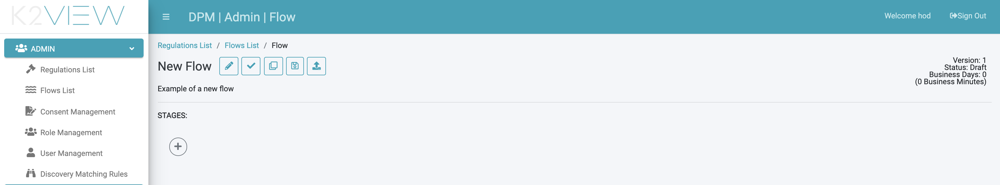 K2VIEW
DPM | Admin | Flow
Welcome hod
Sign Out
ADMIN
Regulations List
Flows List
Consent Management
Role Management
User Management
Discovery Matching Rules
Regulations List / Flows List / Flow
New Flow
Example of a new flow
Version: 1
Status: Draft
Business Days: 0
(0 Business Minutes)
STAGES: